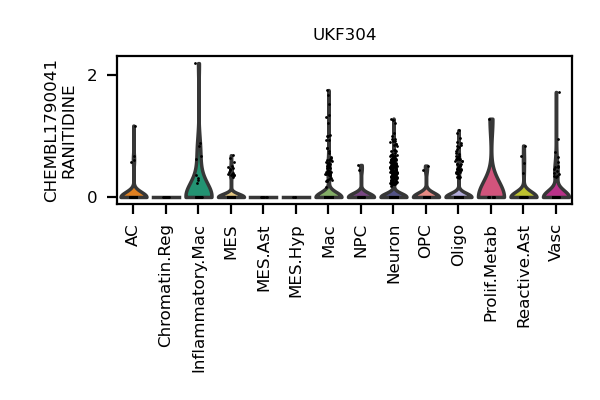 UKF304
CHEMBL1790041
RANITIDINE
2
0
AC
Chromatin.Reg
Inflammatory.Mac
MES
MES.Ast
MES.Hyp
Mac
NPC
Neuron
OPC
Oligo
Prolif.Metab
Reactive.Ast
Vasc